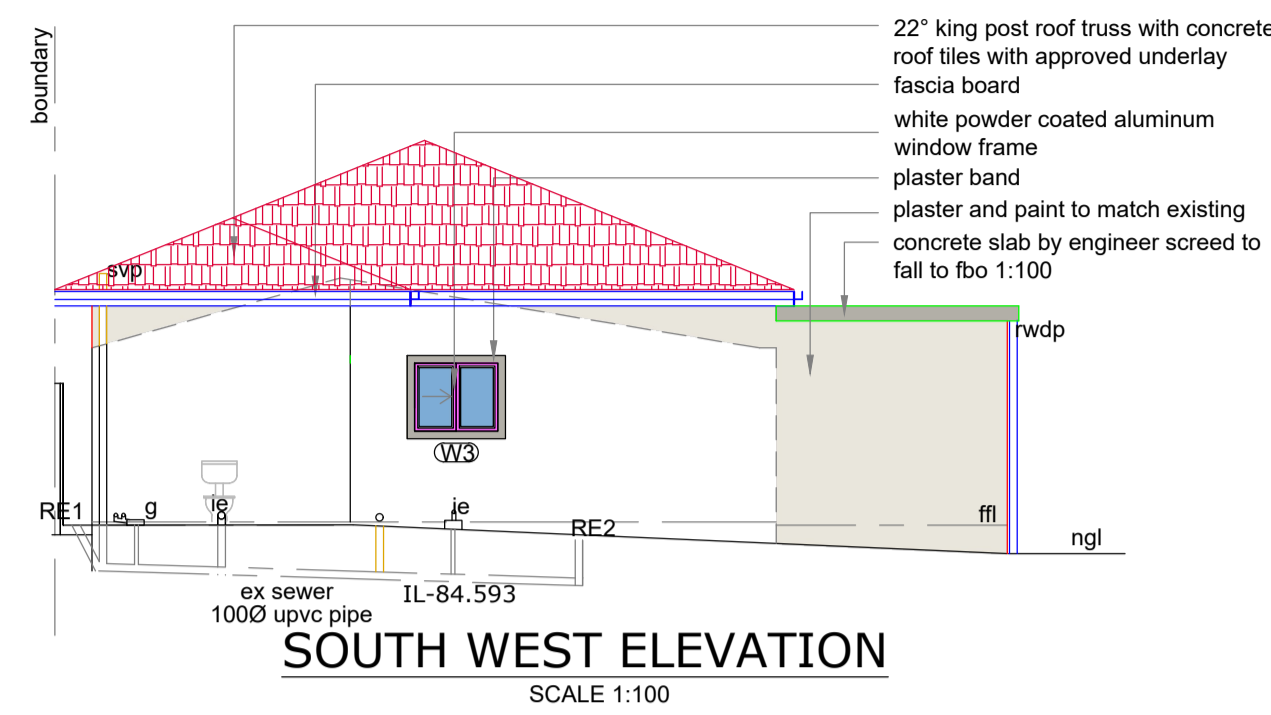 boundary
22° king post roof truss with concrete
roof tiles with approved underlay
fascia board
white powder coated aluminum
window frame
plaster band
plaster and paint to match existing
concrete slab by engineer screed to
fall to fbo 1:100
svp
rwdp
W3
RE1
g
ie
ie
RE2
ffl
ngl
ex sewer
100Ø upvc pipe
IL-84.593
SOUTH WEST ELEVATION
SCALE 1:100